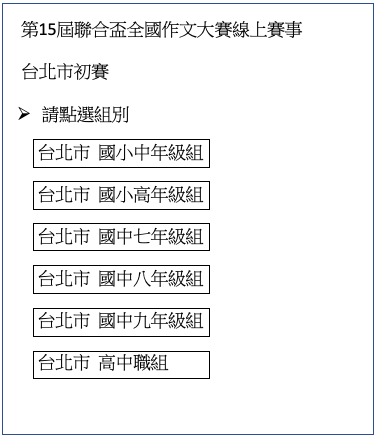 第15屆聯合盃全國作文大賽線上賽事
台北市初賽
➢ 請點選組別
台北市 國小中年級組
台北市 國小高年級組
台北市 國中七年級組
台北市 國中八年級組
台北市 國中九年級組
台北市 高中職組